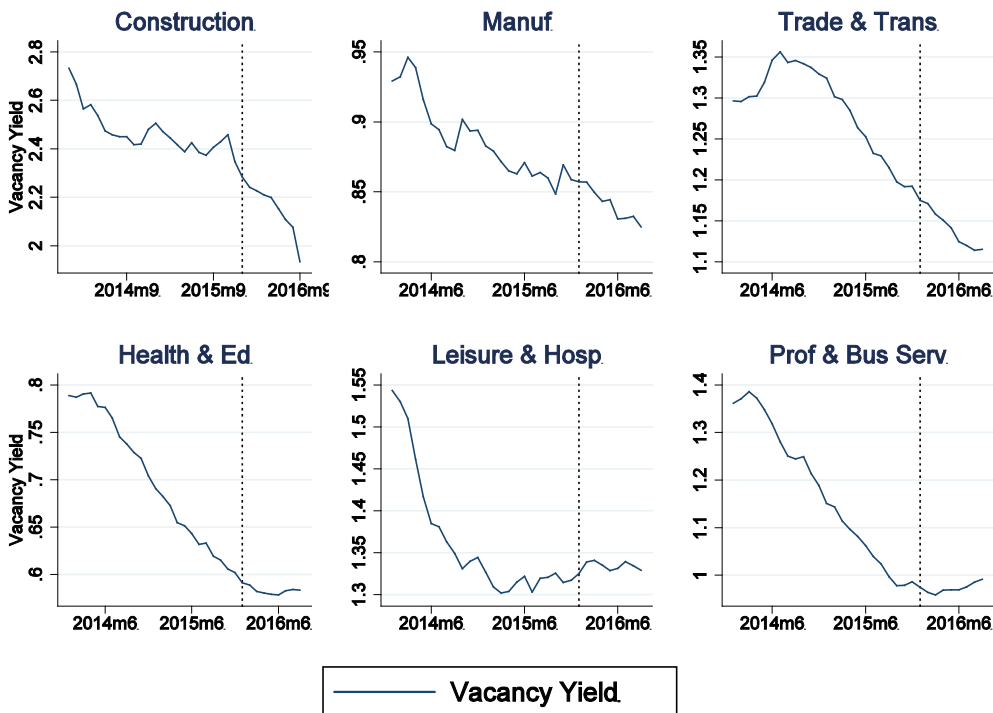 Construction.
Manuf.
Trade & Trans.
Vacancy Yield
2.8
2.6
2.4
2.2
2
2014m9.
2015m9.
2016m9.
.95
.9
.85
.8
2014m6.
2015m6.
2016m6.
1.35
1.3
1.25
1.2
1.15
1.1
2014m6.
2015m6.
2016m6.
Health & Ed.
Leisure & Hosp.
Prof & Bus Serv.
Vacancy Yield
.8
.75
.7
.65
.6
2014m6.
2015m6.
2016m6.
1.55
1.5
1.45
1.4
1.35
1.3
2014m6.
2015m6.
2016m6.
1.4
1.3
1.2
1.1
1
2014m6.
2015m6.
2016m6.
Vacancy Yield.